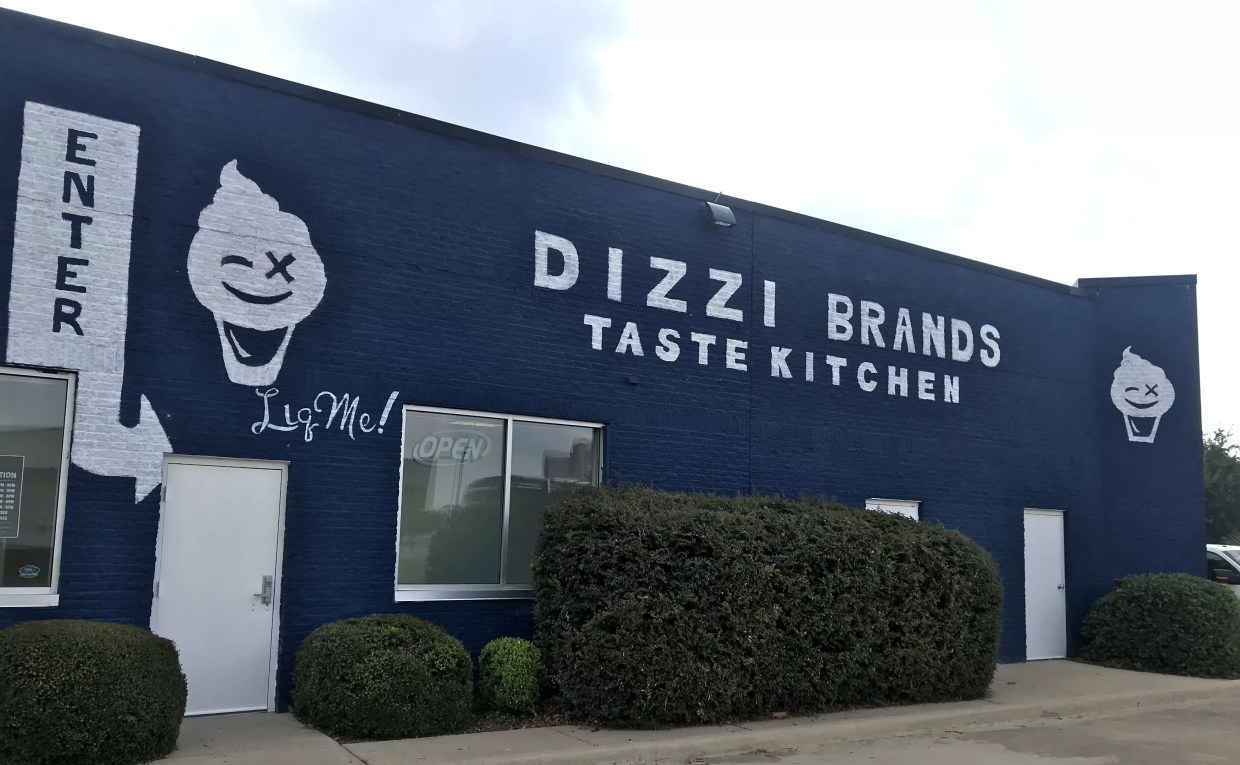 ENTER
LiqMe!
DIZZI BRANDS
TASTE KITCHEN
OPEN